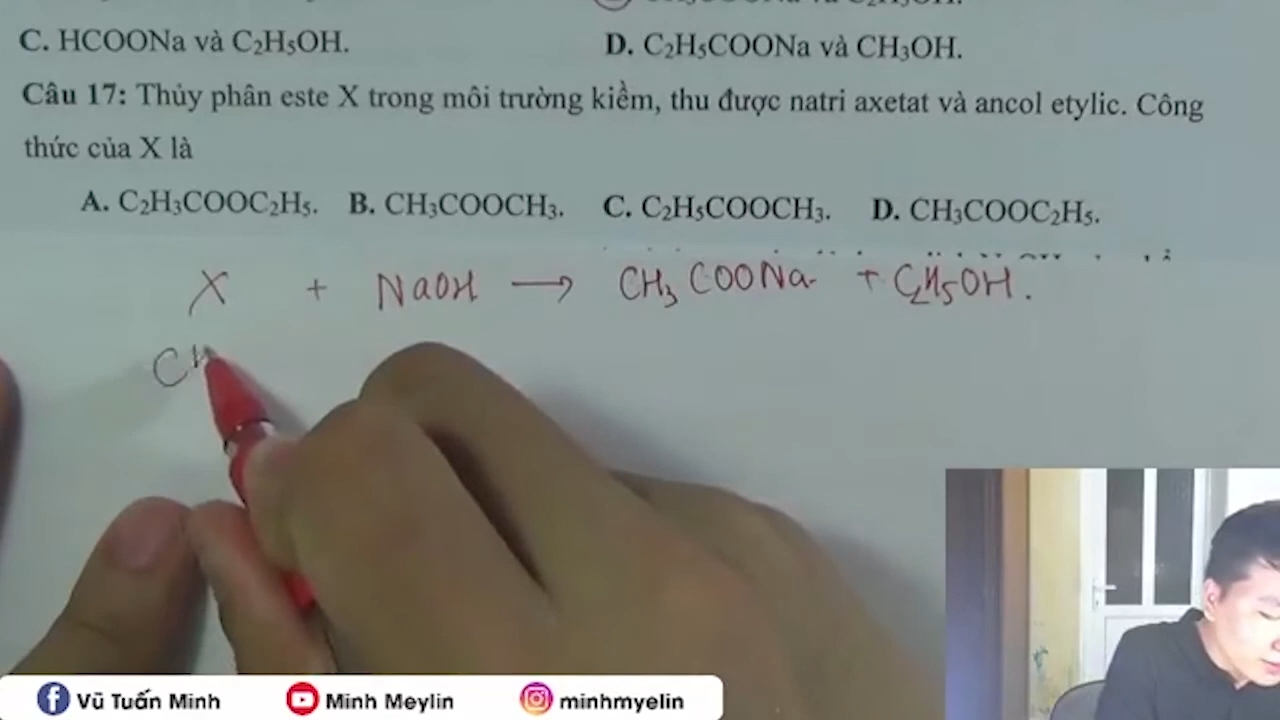 C. HCOONa và C2H5OH.
D. C2H5COONa và CH3OH.
Câu 17: Thủy phân este X trong môi trường kiềm, thu được natri axetat và ancol etylic. Công
thức của X là
A. C2H3COOC2H5. B. CH3COOCH3. C. C2H5COOCH3. D. CH3COOC2H5.
X + NaOH → CH3COONa + C2H5OH.
CH
Vũ Tuấn Minh Minh Meylin minhmyelin